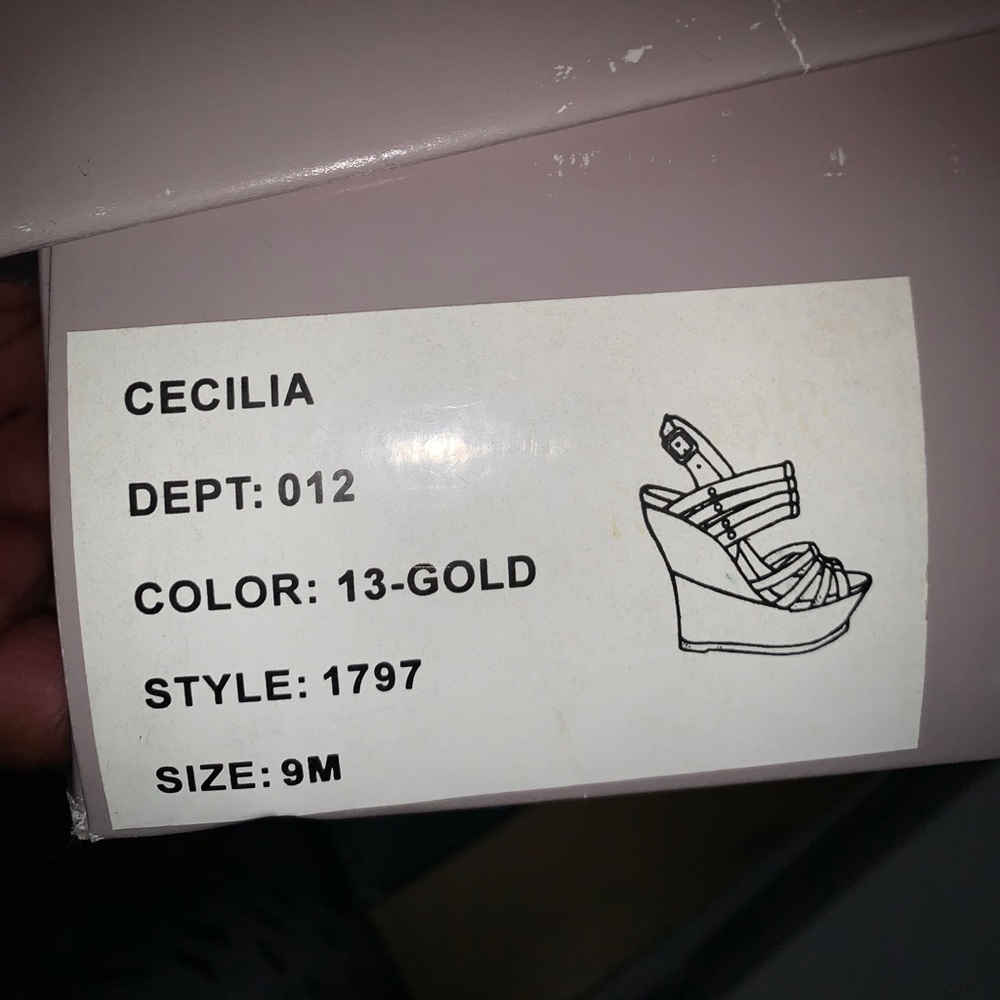 CECILIA
DEPT: 012
COLOR: 13-GOLD
STYLE: 1797
SIZE: 9M